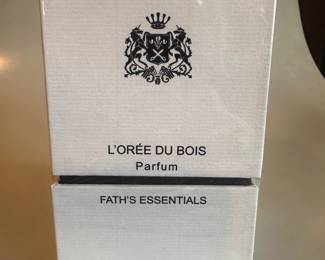 L'ORÉE DU BOIS
Parfum
FATH'S ESSENTIALS